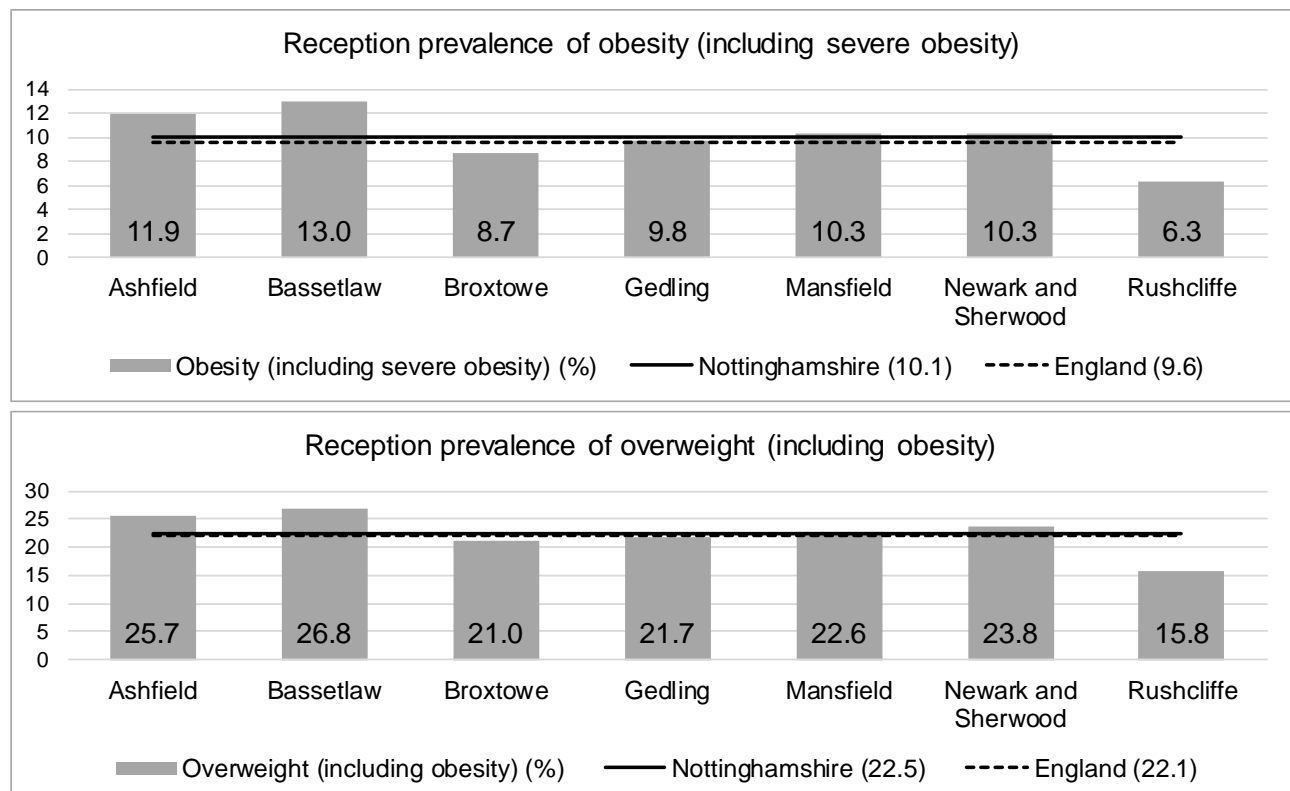 Reception prevalence of obesity (including severe obesity)
14
12
10
8
6
4
2
0
11.9 13.0 8.7 9.8 10.3 10.3 6.3
Ashfield Bassetlaw Broxtowe Gedling Mansfield Newark and Rushcliffe
Sherwood
Obesity (including severe obesity) (%) Nottinghamshire (10.1) England (9.6)
Reception prevalence of overweight (including obesity)
30
25
20
15
10
5
0
25.7 26.8 21.0 21.7 22.6 23.8 15.8
Ashfield Bassetlaw Broxtowe Gedling Mansfield Newark and Rushcliffe
Sherwood
Overweight (including obesity) (%) Nottinghamshire (22.5) England (22.1)